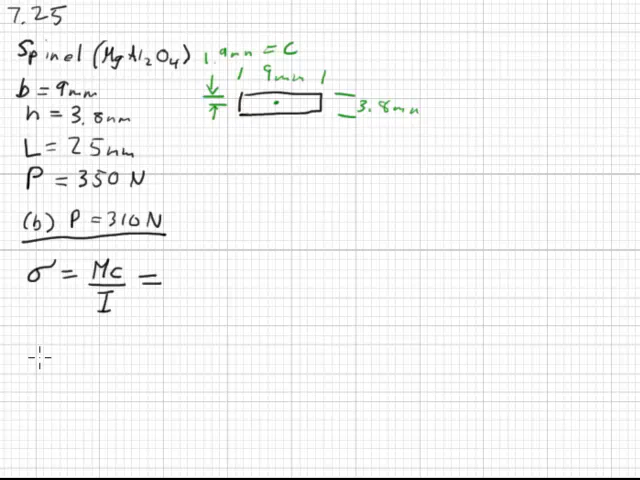 7.25
Spinel (MgAl₂O₄)
1.9mm = C
9mm
b = 9mm
h = 3.8mm
3.8mm
L = 25mm
P = 350 N
(b) P = 310 N
σ = Mc/I =